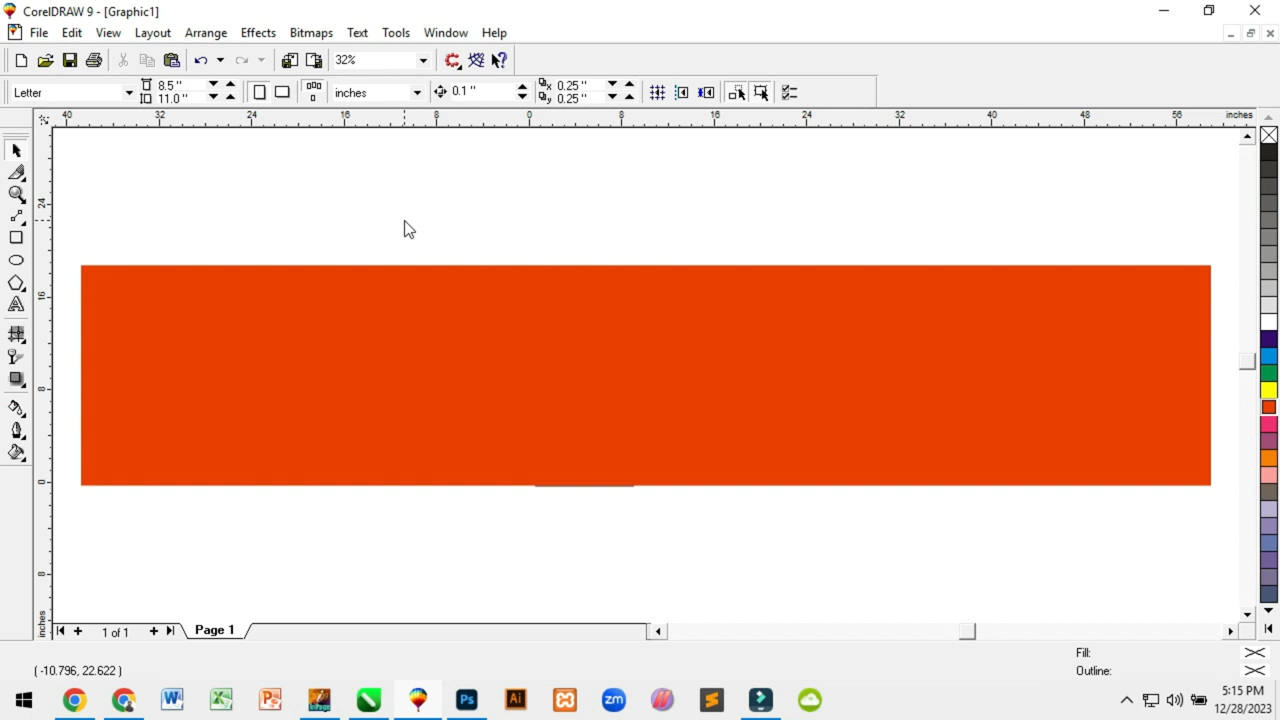 CorelDRAW 9 - [Graphic1]
File Edit View Layout Arrange Effects Bitmaps Text Tools Window Help
32%
Letter 8.5 " 11.0 " inches 0.1 " x 0.25 " y 0.25 "
40 32 24 16 8 0 8 16 24 32 40 48 56 inches
24
16
8
0
8
inches
1 of 1 Page 1
Fill:
( -10.796, 22.622 ) Outline:
W X P Ps Ai zm S 5:15 PM
12/28/2023